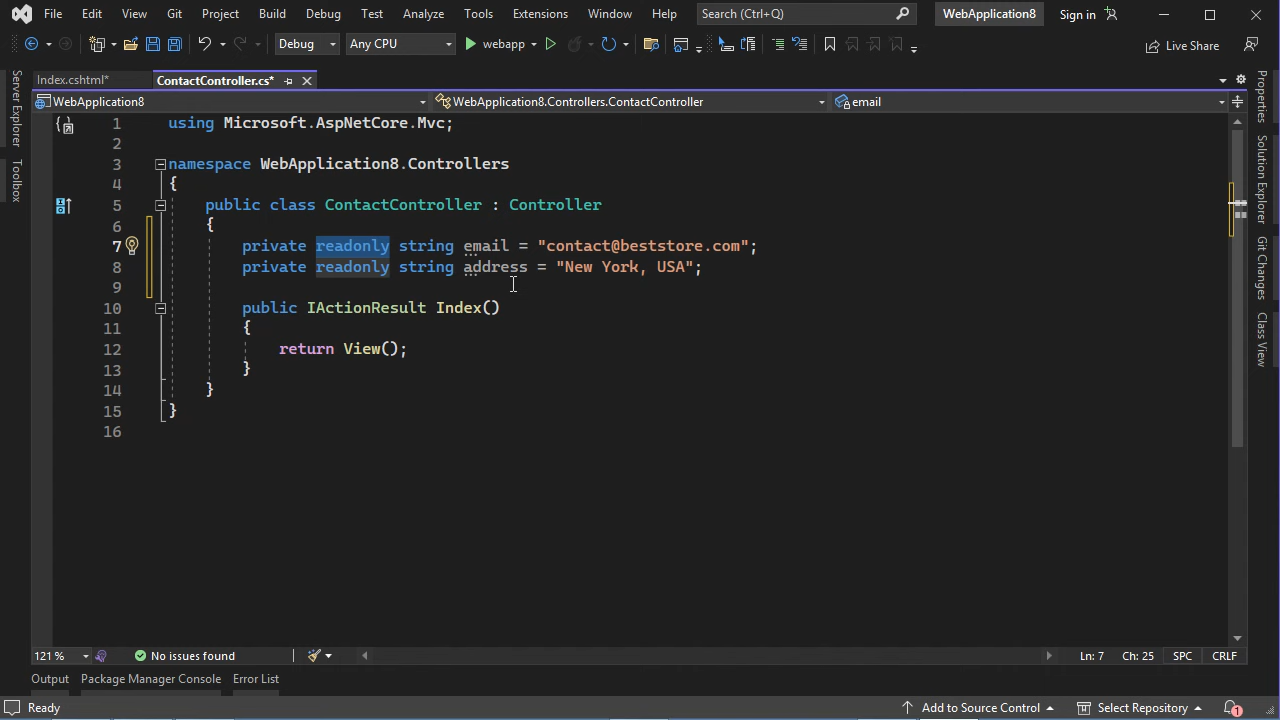 File Edit View Git Project Build Debug Test Analyze Tools Extensions Window Help Search (Ctrl+Q) WebApplication8 Sign in
Debug Any CPU webapp Live Share
Index.cshtml* ContactController.cs*
WebApplication8 WebApplication8.Controllers.ContactController email
Server Explorer
Toolbox
1 using Microsoft.AspNetCore.Mvc;
2
3 namespace WebApplication8.Controllers
4 {
5 public class ContactController : Controller
6 {
7 private readonly string email = "contact@beststore.com";
8 private readonly string address = "New York, USA";
9
10 public IActionResult Index()
11 {
12 return View();
13 }
14 }
15 }
16
Properties
Solution Explorer
Git Changes
Class View
121 % No issues found Ln: 7 Ch: 25 SPC CRLF
Output Package Manager Console Error List
Ready Add to Source Control Select Repository 1